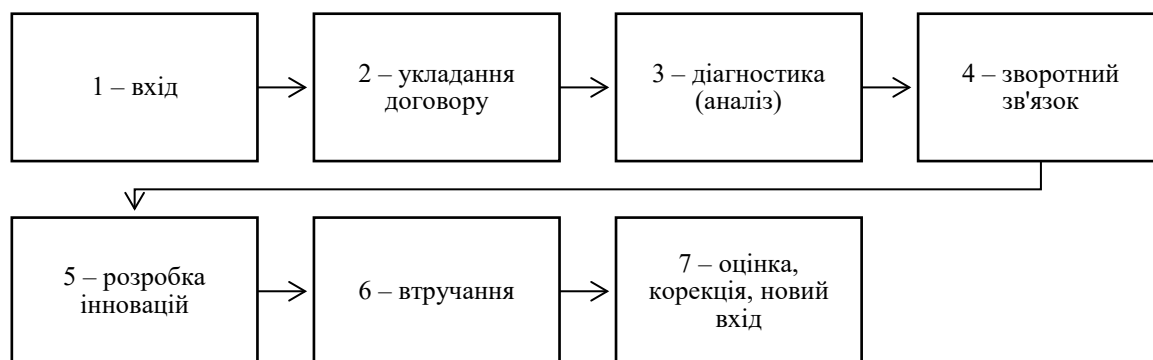 1 – вхід
2 – укладання
договору
3 – діагностика
(аналіз)
4 – зворотний
зв'язок
5 – розробка
інновацій
6 – втручання
7 – оцінка,
корекція, новий
вхід